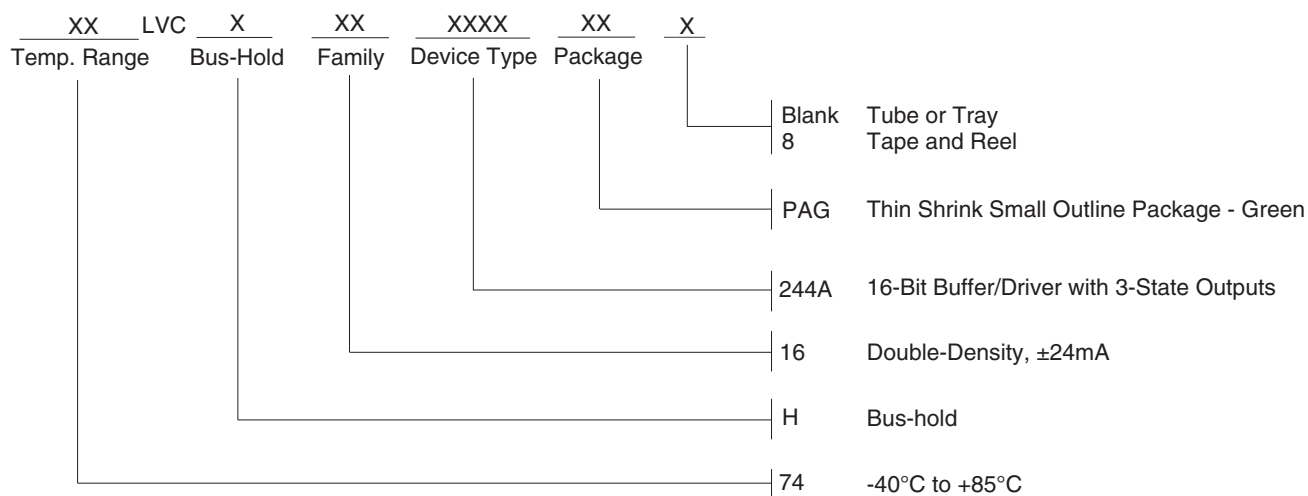 XX LVC X XX XXXX XX X
Temp. Range Bus-Hold Family Device Type Package
Blank Tube or Tray
8 Tape and Reel
PAG Thin Shrink Small Outline Package - Green
244A 16-Bit Buffer/Driver with 3-State Outputs
16 Double-Density, ±24mA
H Bus-hold
74 -40°C to +85°C